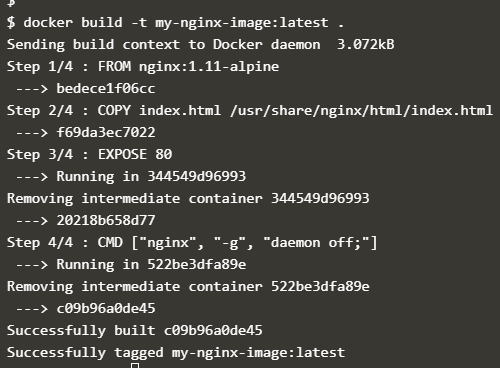 $
$ docker build -t my-nginx-image:latest .
Sending build context to Docker daemon  3.072kB
Step 1/4 : FROM nginx:1.11-alpine
 ---> bedece1f06cc
Step 2/4 : COPY index.html /usr/share/nginx/html/index.html
 ---> f69da3ec7022
Step 3/4 : EXPOSE 80
 ---> Running in 344549d96993
Removing intermediate container 344549d96993
 ---> 20218b658d77
Step 4/4 : CMD ["nginx", "-g", "daemon off;"]
 ---> Running in 522be3dfa89e
Removing intermediate container 522be3dfa89e
 ---> c09b96a0de45
Successfully built c09b96a0de45
Successfully tagged my-nginx-image:latest